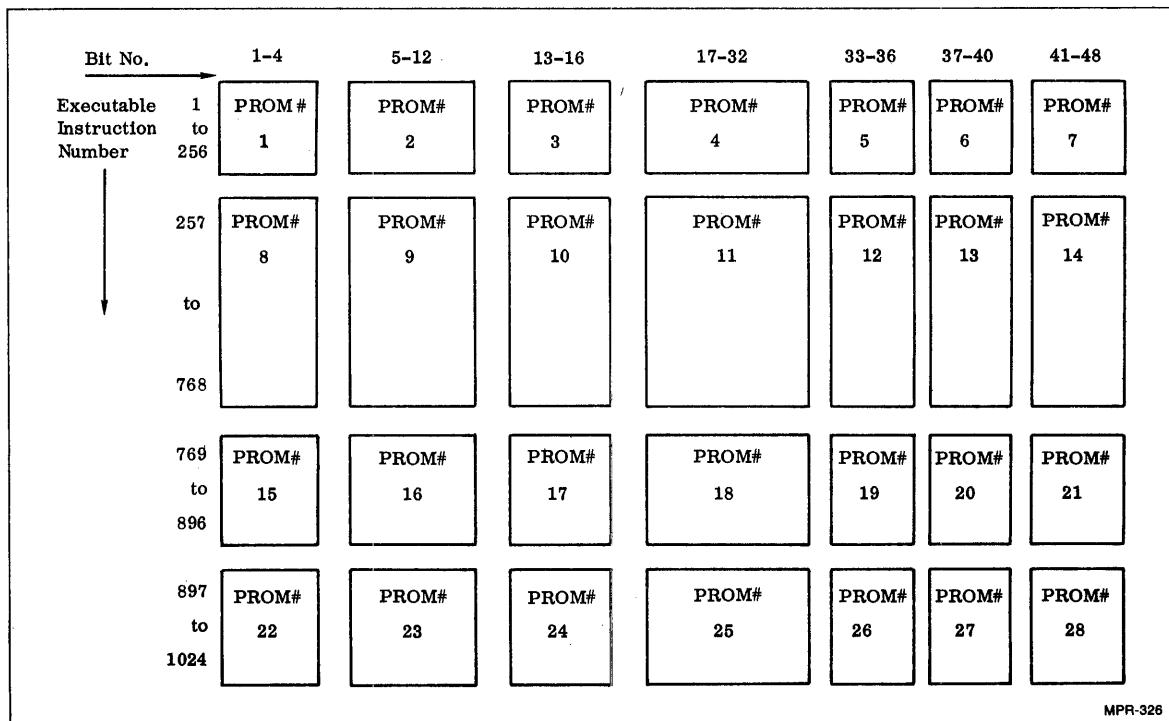 Bit No. 1-4 5-12 13-16 17-32 33-36 37-40 41-48
Executable 1 PROM# PROM# PROM# PROM# PROM# PROM# PROM#
Instruction to
Number 256 1 2 3 4 5 6 7
257 PROM# PROM# PROM# PROM# PROM# PROM# PROM#
8 9 10 11 12 13 14
to
768
769 PROM# PROM# PROM# PROM# PROM# PROM# PROM#
to 15 16 17 18 19 20 21
896
897 PROM# PROM# PROM# PROM# PROM# PROM# PROM#
to 22 23 24 25 26 27 28
1024
MPR-326